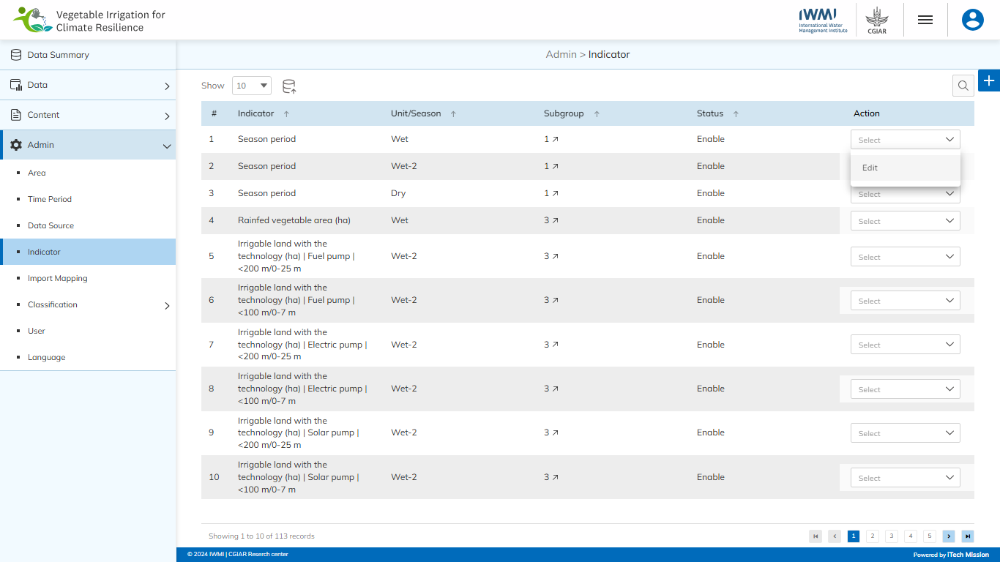 Vegetable Irrigation for
Climate Resilience
IWMI
International Water
Management Institute
CGIAR
Data Summary
Data
Content
Admin
Area
Time Period
Data Source
Indicator
Import Mapping
Classification
User
Language
Admin > Indicator
Show 10
# Indicator Unit/Season Subgroup Status Action
1 Season period Wet 1 Enable Select
Edit
2 Season period Wet-2 1 Enable
3 Season period Dry 1 Enable Select
4 Rainfed vegetable area (ha) Wet 3 Enable Select
Irrigable land with the
5 technology (ha) | Fuel pump | Wet-2 3 Enable Select
<200 m/0-25 m
Irrigable land with the
6 technology (ha) | Fuel pump | Wet-2 3 Enable Select
<100 m/0-7 m
Irrigable land with the
7 technology (ha) | Electric pump | Wet-2 3 Enable Select
<200 m/0-25 m
Irrigable land with the
8 technology (ha) | Electric pump | Wet-2 3 Enable Select
<100 m/0-7 m
Irrigable land with the
9 technology (ha) | Solar pump | Wet-2 3 Enable Select
<200 m/0-25 m
Irrigable land with the
10 technology (ha) | Solar pump | Wet-2 3 Enable Select
<100 m/0-7 m
Showing 1 to 10 of 113 records 1 2 3 4 5
© 2024 IWMI | CGIAR Reserch center Powered by iTech Mission